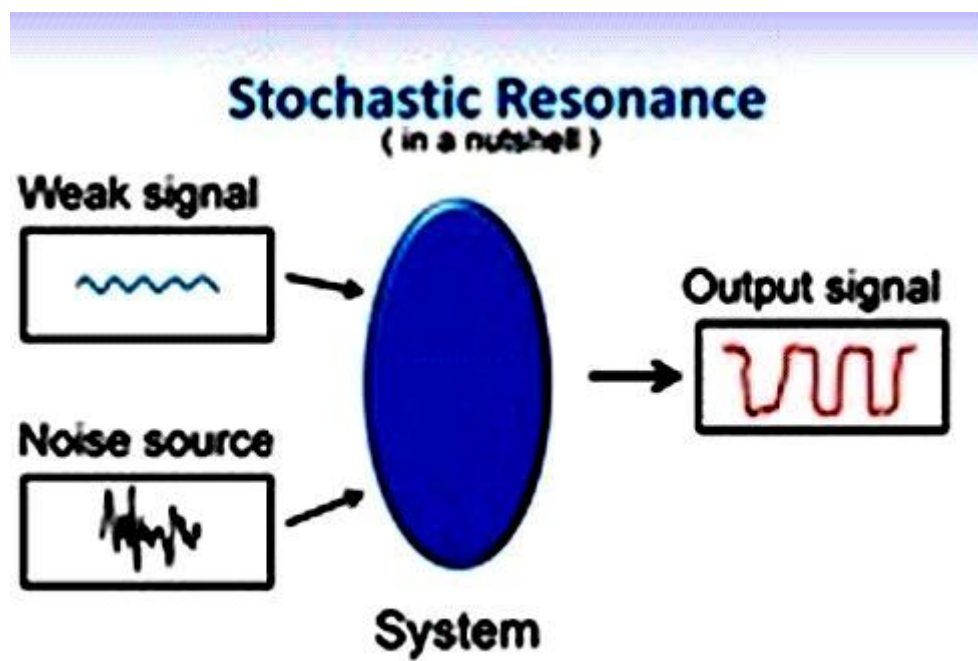 Stochastic Resonance
( in a nutshell )
Weak signal
Output signal
Noise source
System